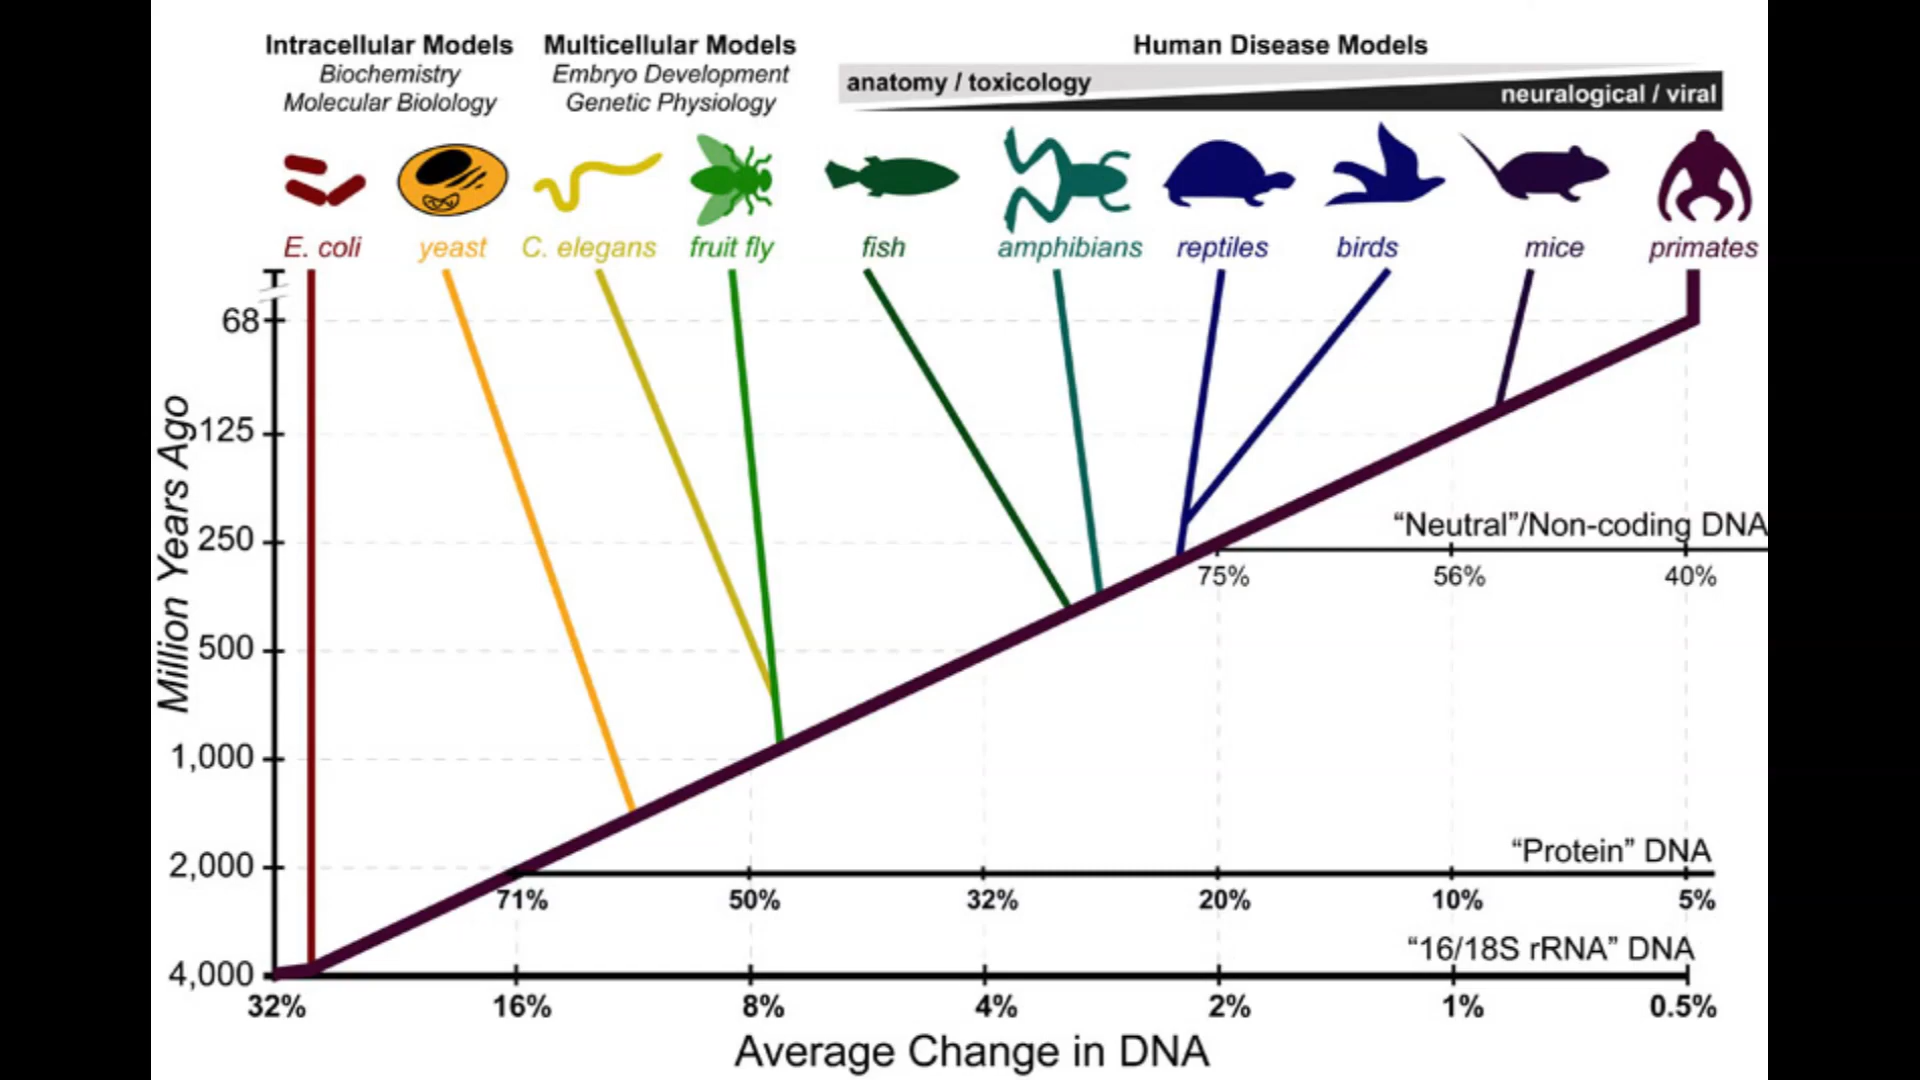 Intracellular Models
Biochemistry
Molecular Biolology
Multicellular Models
Embryo Development
Genetic Physiology
Human Disease Models
anatomy / toxicology
neuralogical / viral
E. coli
yeast
C. elegans
fruit fly
fish
amphibians
reptiles
birds
mice
primates
Million Years Ago
68
125
250
500
1,000
2,000
4,000
“Neutral”/Non-coding DNA
75%
56%
40%
“Protein” DNA
71%
50%
32%
20%
10%
5%
“16/18S rRNA” DNA
32%
16%
8%
4%
2%
1%
0.5%
Average Change in DNA